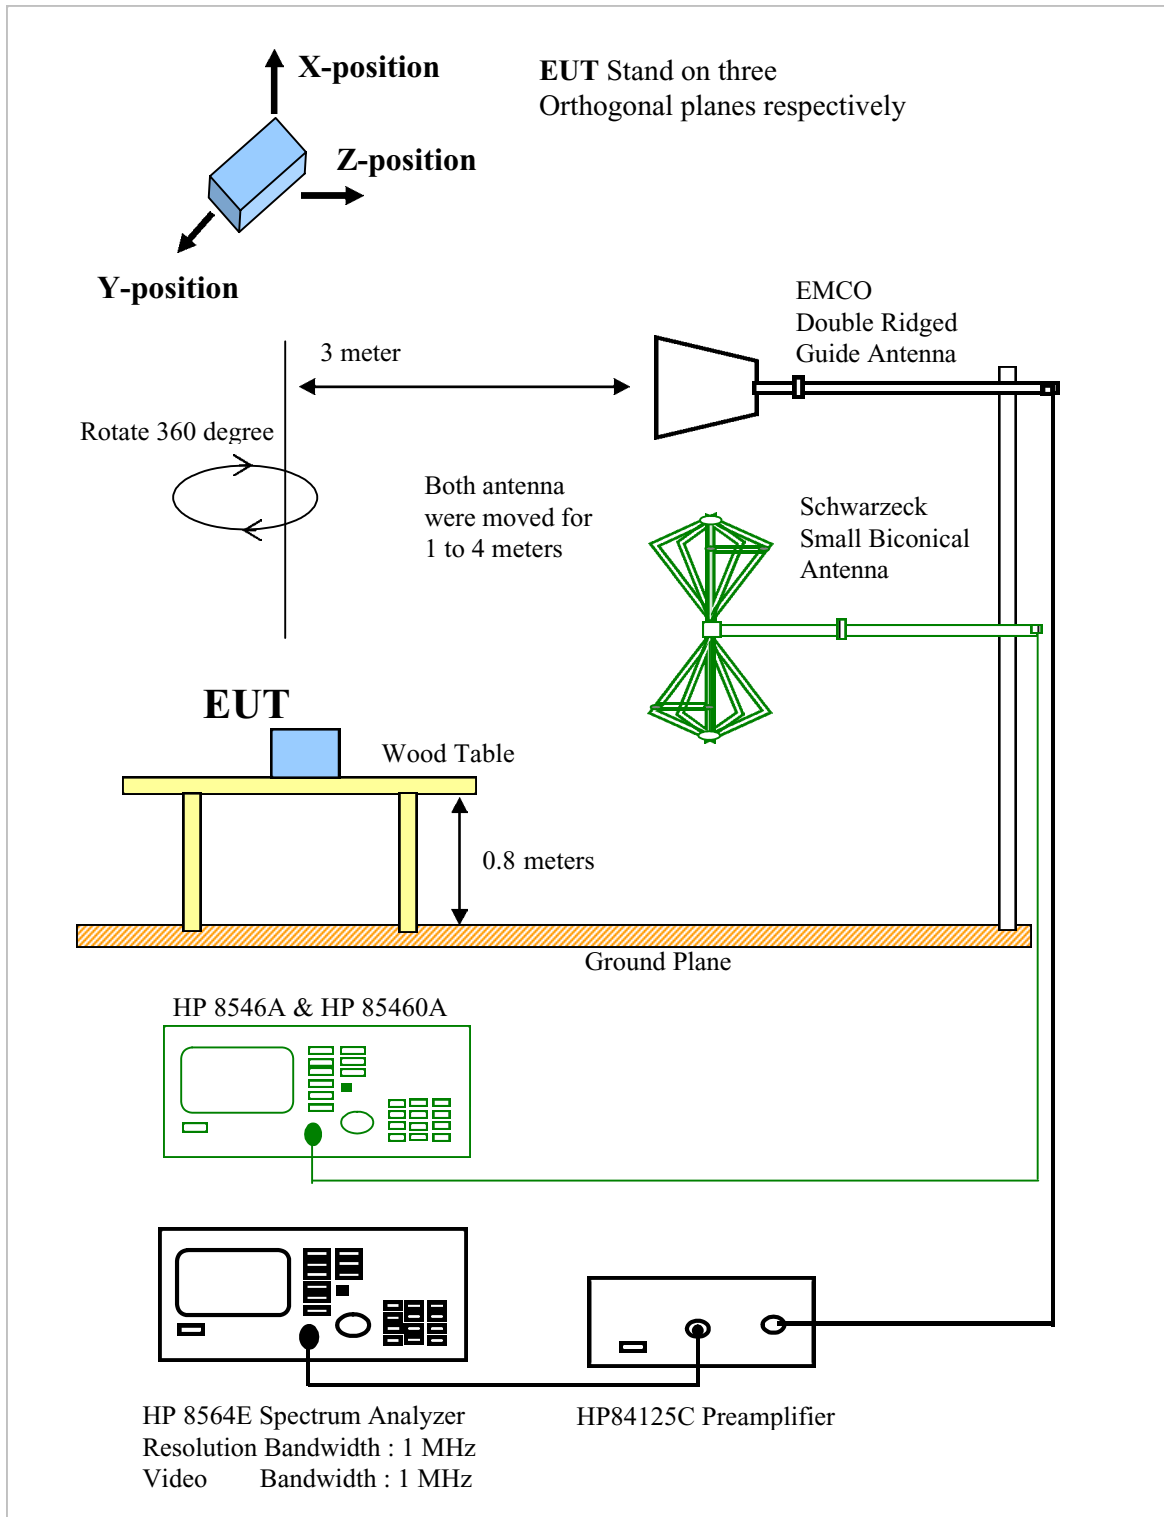 X-position
EUT Stand on three
Orthogonal planes respectively
Z-position
Y-position
EMCO
Double Ridged
Guide Antenna
3 meter
Rotate 360 degree
Both antenna
were moved for
1 to 4 meters
Schwarzeck
Small Biconical
Antenna
EUT
Wood Table
0.8 meters
Ground Plane
HP 8546A & HP 85460A
HP 8564E Spectrum Analyzer
Resolution Bandwidth : 1 MHz
Video Bandwidth : 1 MHz
HP84125C Preamplifier